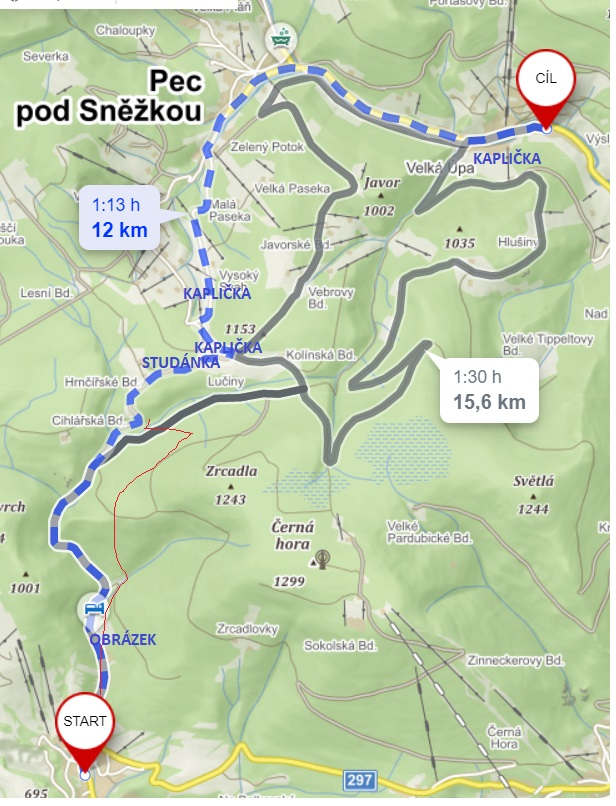 Chaloupky
Severka
Portášovy Bd.
Pec
pod Sněžkou
CÍL
Zelený Potok
Velká Úpa
KAPLIČKA
Velká Paseka
Javor
1002
1:13 h
12 km
Malá
Paseka
Javorské Bd.
1035
Hlušiny
Lesní Bd.
Vysoký
KAPLIČKA
Vebrovy
Bd.
Nad
1153
KAPLIČKA
STUDÁNKA
Kolínská Bd.
Velké Tippeltovy
Bd.
Hrnčířské Bd.
Lučiny
1:30 h
15,6 km
Cihlářská Bd.
Zrcadla
1243
Světlá
1244
Černá
hora
1299
Velké
Pardubické Bd.
1001
OBRÁZEK
Zrcadlovky
Sokolská Bd.
Zinneckerovy Bd.
START
Černá
Hora
297
695